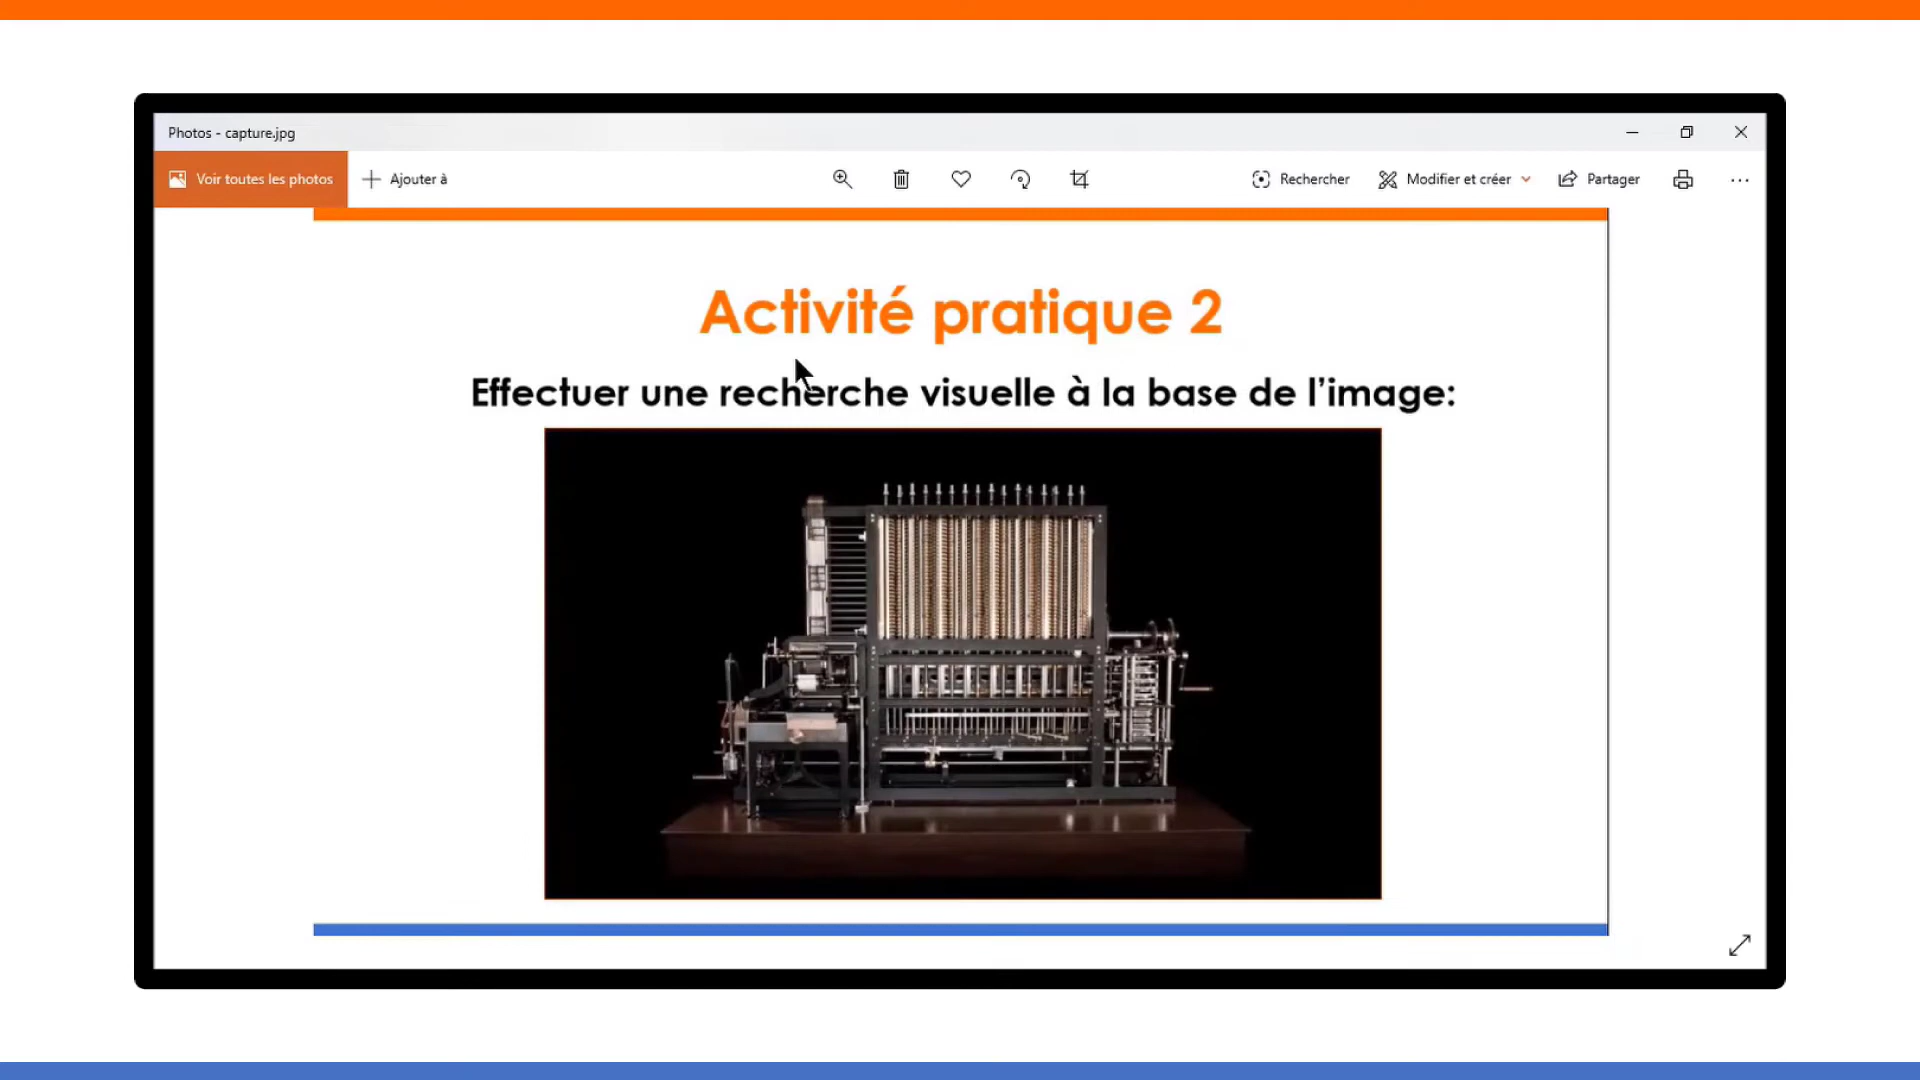 Photos - capture.jpg
Voir toutes les photos
Ajouter à
Rechercher
Modifier et créer
Partager
Activité pratique 2
Effectuer une recherche visuelle à la base de l’image: